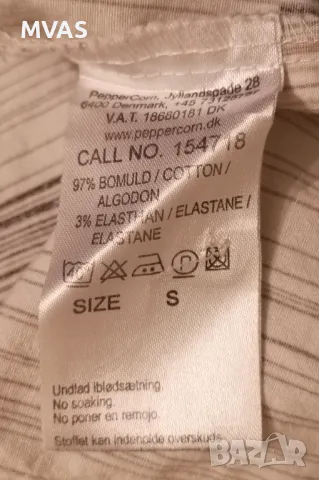 MVAS
PepperCorn, Jyllandsgade 28
6400 Denmark,
V.A.T. 18680181 DK
www.peppercorn.dk
CALL NO. 154718
97% BOMULD / COTTON /
ALGODON
3% ELASTHAN / ELASTANE /
ELASTANE
SIZE S
Undlad iblødsætning.
No soaking.
No poner en remojo.
Stoffet kan indeholde overskuds-
BAZAR